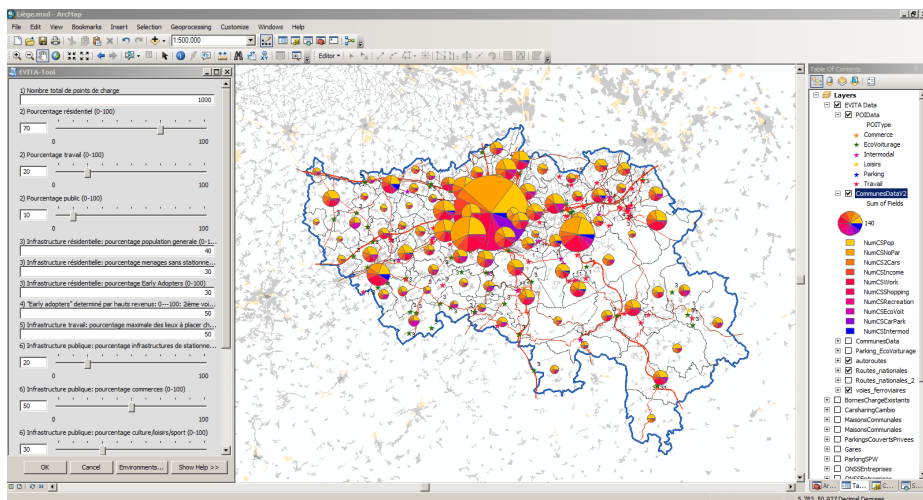 Liège.mxd - ArcMap
File Edit View Bookmarks Insert Selection Geoprocessing Customize Windows Help
1:500.000
Editor
EVITA-Tool
1) Nombre total de points de charge
1000
2) Pourcentage résidentiel (0-100)
70
0 100
2) Pourcentage travail (0-100)
20
0 100
2) Pourcentage public (0-100)
10
0 100
3) Infrastructure résidentielle: pourcentage population generale (0-1...
40
3) Infrastructure résidentielle: pourcentage menages sans stationne...
30
3) Infrastructure résidentielle: pourcentage Early Adopters (0-100)
30
4) "Early adopters" determiné par hauts revenus: 0---100: 2ème voi...
50
5) Infrastructure travail: pourcentage maximale des lieux à placer ch...
50
6) Infrastructure publique: pourcentage infrastructures de stationne...
20
0 100
6) Infrastructure publique: pourcentage commerces (0-100)
50
0 100
6) Infrastructure publique: pourcentage culture/loisirs/sport (0-100)
30
OK Cancel Environments... Show Help >>
Table Of Contents
Layers
EVITA Data
POIData
POIType
Commerce
EcoVoiturage
Intermodal
Loisirs
Parking
Travail
CommunesDataV2
Sum of Fields
140
NumCSPop
NumCSNoPar
NumCS2Cars
NumCSIncome
NumCSWork
NumCSShopping
NumCSRecreation
NumCSEcoVoit
NumCSCarPark
NumCSIntermod
CommunesData
Parking_EcoVoiturage
autoroutes
Routes_nationales
Routes_nationales_2
voies_ferroviaires
BornesChargeExistants
CarsharingCambio
MaisonsCommunales
MaisonsCommunales
ParkingsCouvertsPrivees
Gares
ParkingSPW
ONSSEntreprises
Ar... Ta... C... S...
5,783 50,927 Decimal Degrees